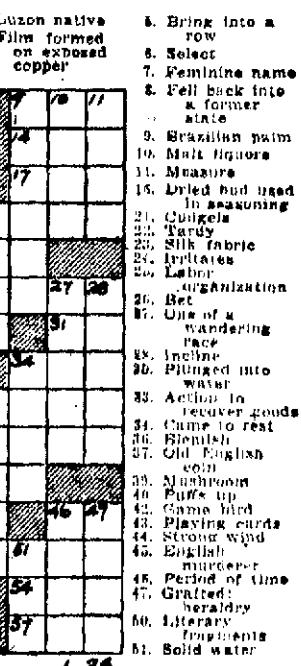 Luzon native
Film formed
on exposed
copper
5. Bring into a
row
6. Select
7. Feminine name
8. Fell back into
a former
state
9. Brazilian palm
10. Malt liquors
11. Measure
16. Dried bud used
in seasoning
21. Cudgels
22. Tardy
23. Silk fabric
24. Irritates
25. Labor
organization
26. Bet
27. One of a
wandering
race
28. Incline
30. Plunged into
water
33. Action to
recover goods
34. Came to rest
36. Blemish
37. Old English
coin
39. Mushroom
40. Puffs up
42. Game bird
43. Playing cards
44. Strong wind
45. English
murderer
46. Period of time
47. Grafted:
heraldry
50. Literary
fragments
51. Solid water
9 10 11
14
17
27 28
31
34
46 47
51
54
57